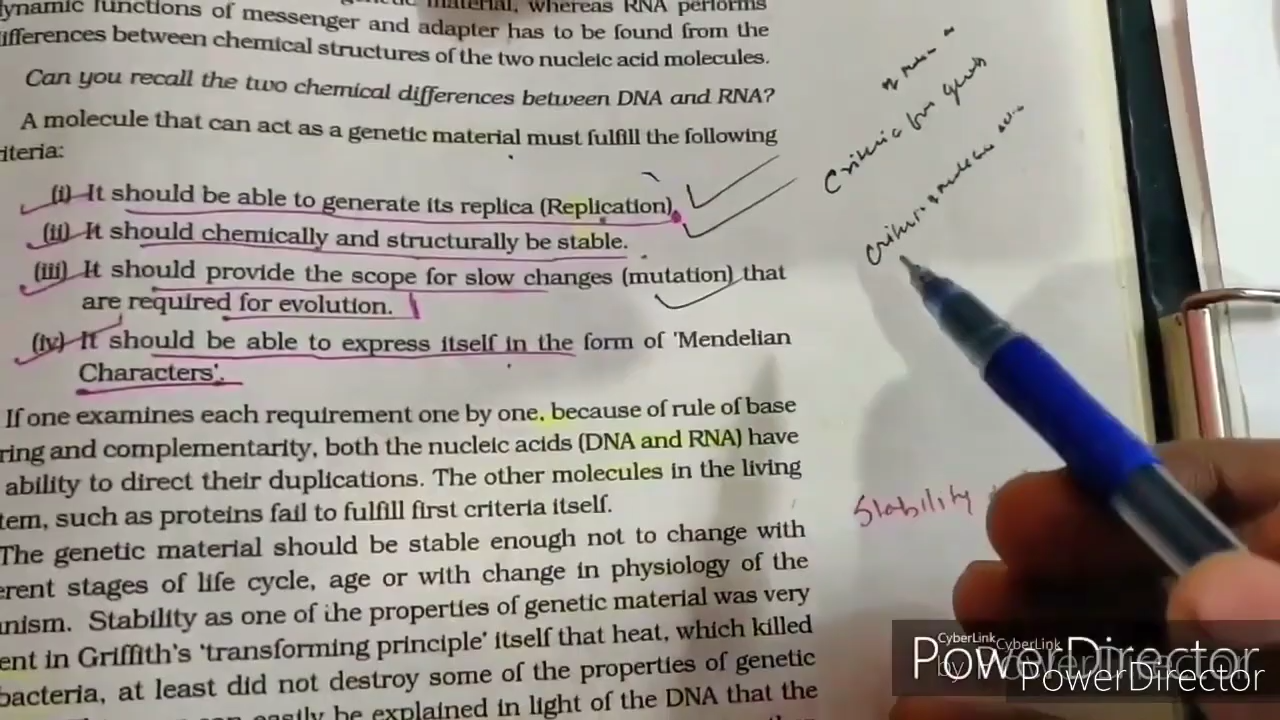 material, whereas RNA performs
dynamic functions of messenger and adapter has to be found from the
differences between chemical structures of the two nucleic acid molecules.
Can you recall the two chemical differences between DNA and RNA?
A molecule that can act as a genetic material must fulfill the following
iteria:
(i) It should be able to generate its replica (Replication).
(ii) It should chemically and structurally be stable.
(iii) It should provide the scope for slow changes (mutation) that
are required for evolution.
(iv) It should be able to express itself in the form of 'Mendelian
Characters'.
If one examines each requirement one by one, because of rule of base
ring and complementarity, both the nucleic acids (DNA and RNA) have
ability to direct their duplications. The other molecules in the living
tem, such as proteins fail to fulfill first criteria itself.
The genetic material should be stable enough not to change with
erent stages of life cycle, age or with change in physiology of the
anism. Stability as one of the properties of genetic material was very
ent in Griffith's 'transforming principle' itself that heat, which killed
bacteria, at least did not destroy some of the properties of genetic
easily be explained in light of the DNA that the
Criteria for
Stability
CyberLink
by PowerDirector
CyberLink
PowerDirector